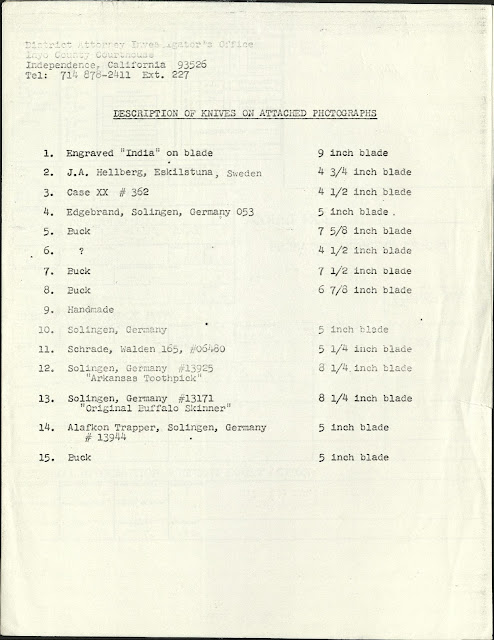 District Attorney Investigator's Office
Inyo County Courthouse
Independence, California 93526
Tel: 714 878-2411 Ext. 227
DESCRIPTION OF KNIVES ON ATTACHED PHOTOGRAPHS
1. Engraved "India" on blade 9 inch blade
2. J.A. Hellberg, Eskilstuna, Sweden 4 3/4 inch blade
3. Case XX # 362 4 1/2 inch blade
4. Edgebrand, Solingen, Germany 053 5 inch blade.
5. Buck 7 5/8 inch blade
6. ? 4 1/2 inch blade
7. Buck 7 1/2 inch blade
8. Buck 6 7/8 inch blade
9. Handmade
10. Solingen, Germany 5 inch blade
11. Schrade, Walden 165, #06480 5 1/4 inch blade
12. Solingen, Germany #13925 8 1/4 inch blade
"Arkansas Toothpick"
13. Solingen, Germany #13171 8 1/4 inch blade
"Original Buffalo Skinner"
14. Alafkon Trapper, Solingen, Germany 5 inch blade
# 13944
15. Buck 5 inch blade